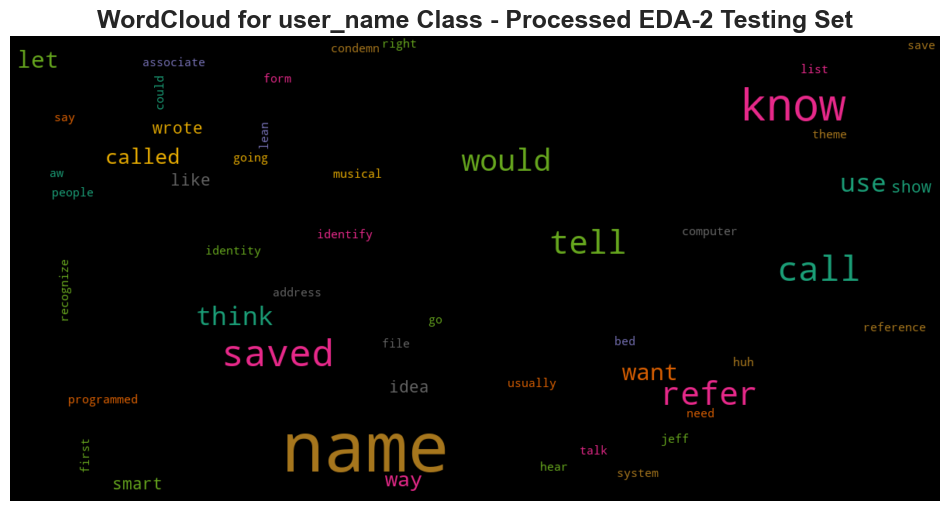 WordCloud for user_name Class - Processed EDA-2 Testing Set
let
associate
condemn
right
save
could
form
list
know
say
wrote
lean
theme
called
going
would
aw
like
musical
use
show
people
identify
tell
computer
identity
recognize
address
call
think
go
reference
saved
file
bed
huh
idea
usually
want
refer
programmed
need
name
first
jeff
talk
hear
system
smart
way